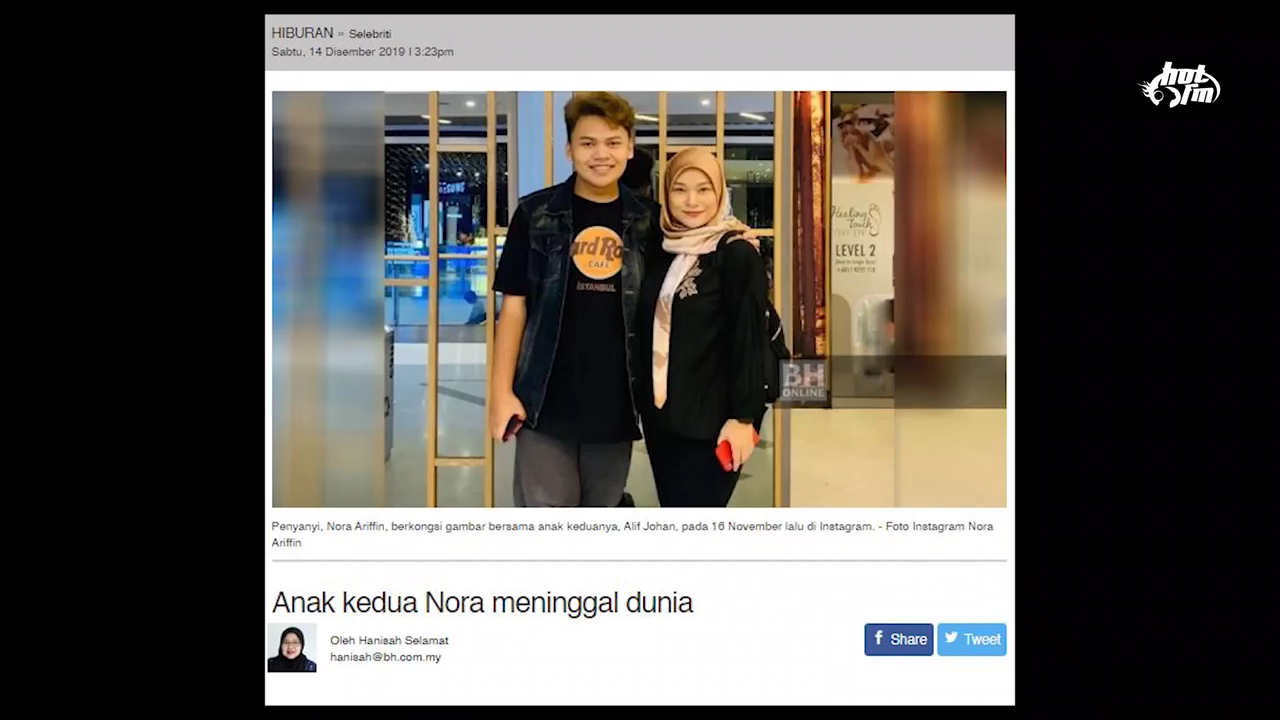 HIBURAN » Selebriti
Sabtu, 14 Disember 2019 | 3:23pm
hot
fm
SAMSUNG
Hard Rock
CAFE
ISTANBUL
Healing
Touch
LEVEL 2
BH
ONLINE
Penyanyi, Nora Ariffin, berkongsi gambar bersama anak keduanya, Alif Johan, pada 16 November lalu di Instagram. - Foto Instagram Nora
Ariffin
Anak kedua Nora meninggal dunia
Oleh Hanisah Selamat
hanisah@bh.com.my
Share
Tweet